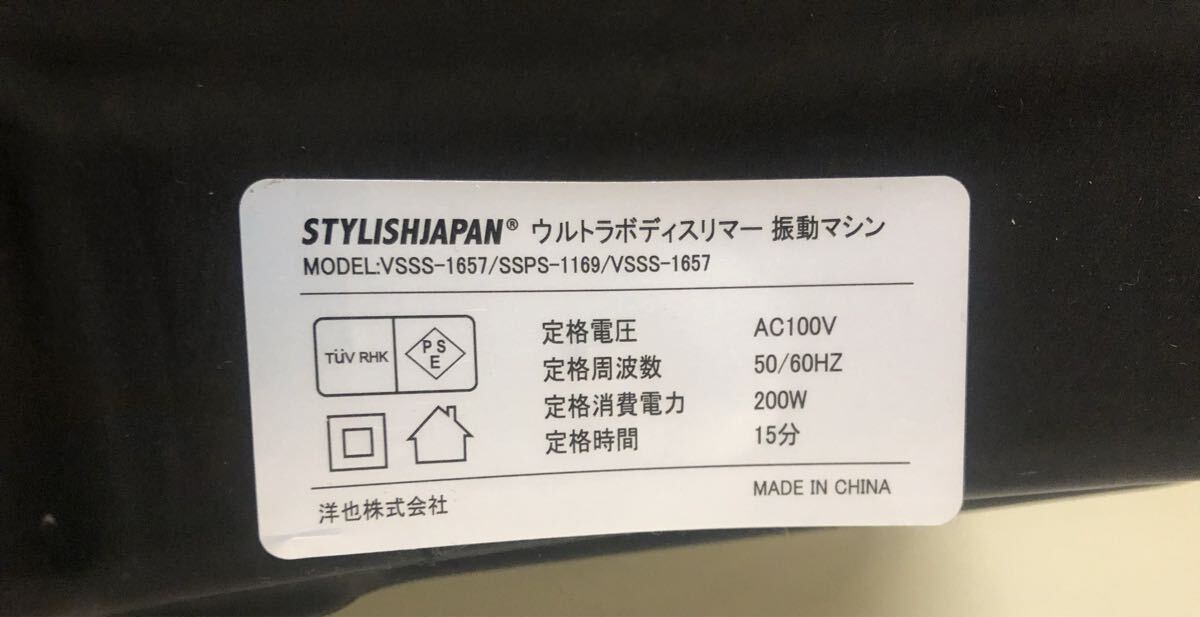 STYLISHJAPAN® ウルトラボディスリマー 振動マシン
MODEL:VSSS-1657/SSPS-1169/VSSS-1657
TÜV RHK
PS
E
定格電圧 AC100V
定格周波数 50/60HZ
定格消費電力 200W
定格時間 15分
洋也株式会社
MADE IN CHINA